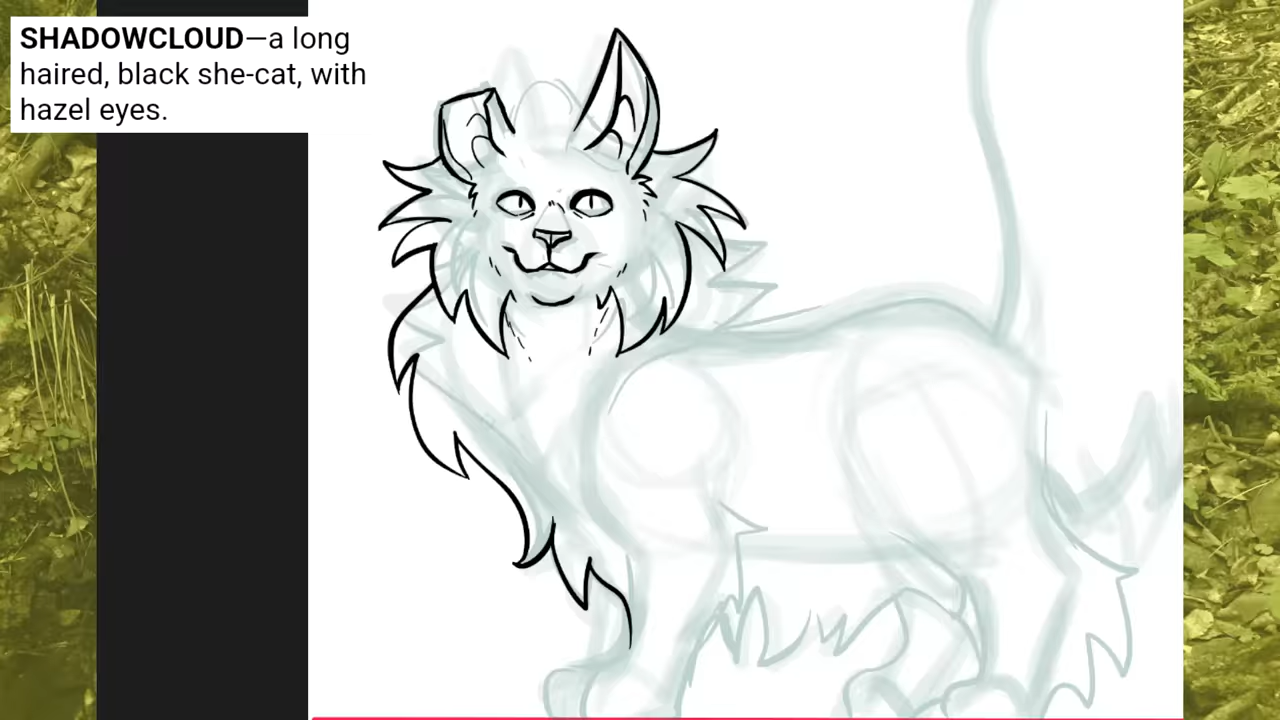 SHADOWCLOUD—a long
haired, black she-cat, with
hazel eyes.